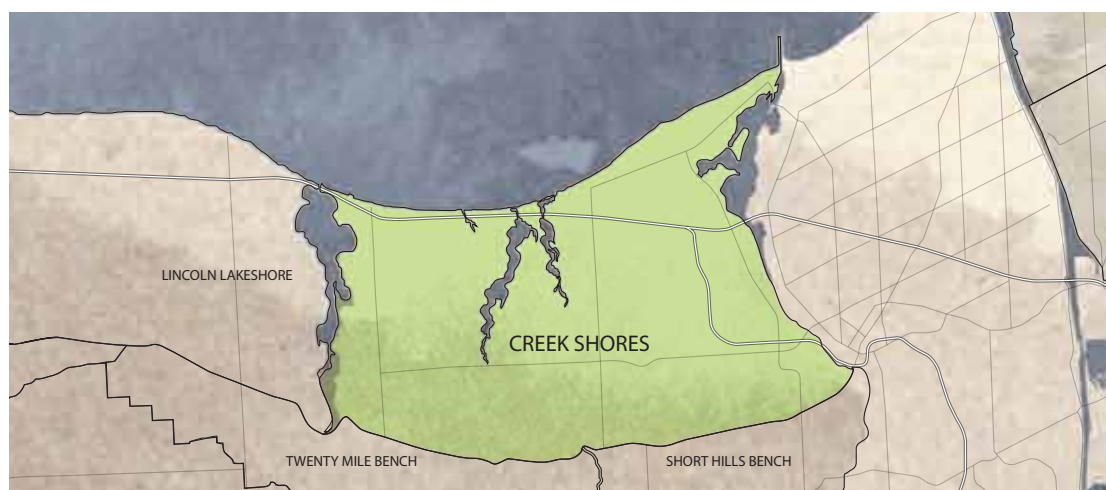 LINCOLN LAKESHORE
CREEK SHORES
TWENTY MILE BENCH
SHORT HILLS BENCH